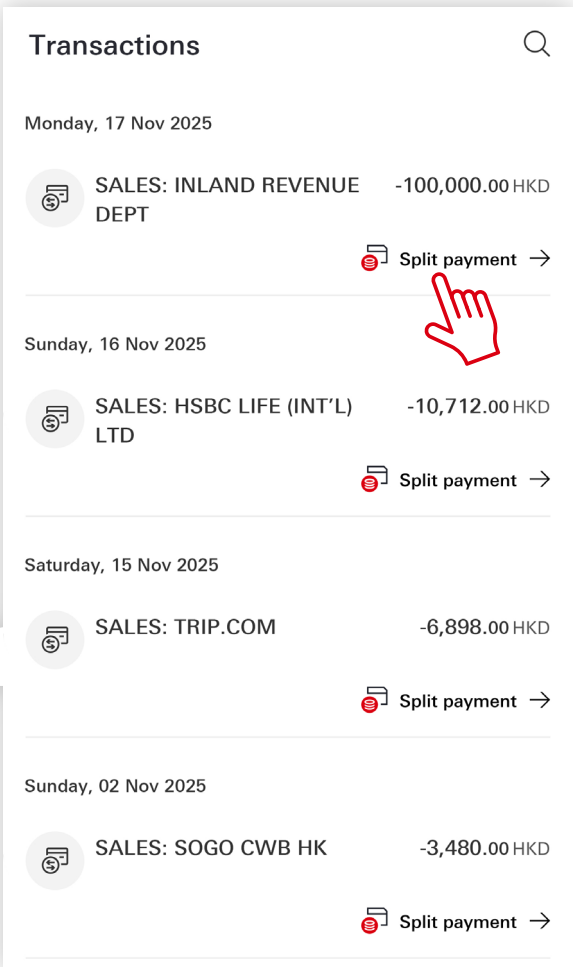 Transactions
Monday, 17 Nov 2025
SALES: INLAND REVENUE -100,000.00 HKD
DEPT
Split payment
Sunday, 16 Nov 2025
SALES: HSBC LIFE (INT’L) -10,712.00 HKD
LTD
Split payment
Saturday, 15 Nov 2025
SALES: TRIP.COM -6,898.00 HKD
Split payment
Sunday, 02 Nov 2025
SALES: SOGO CWB HK -3,480.00 HKD
Split payment